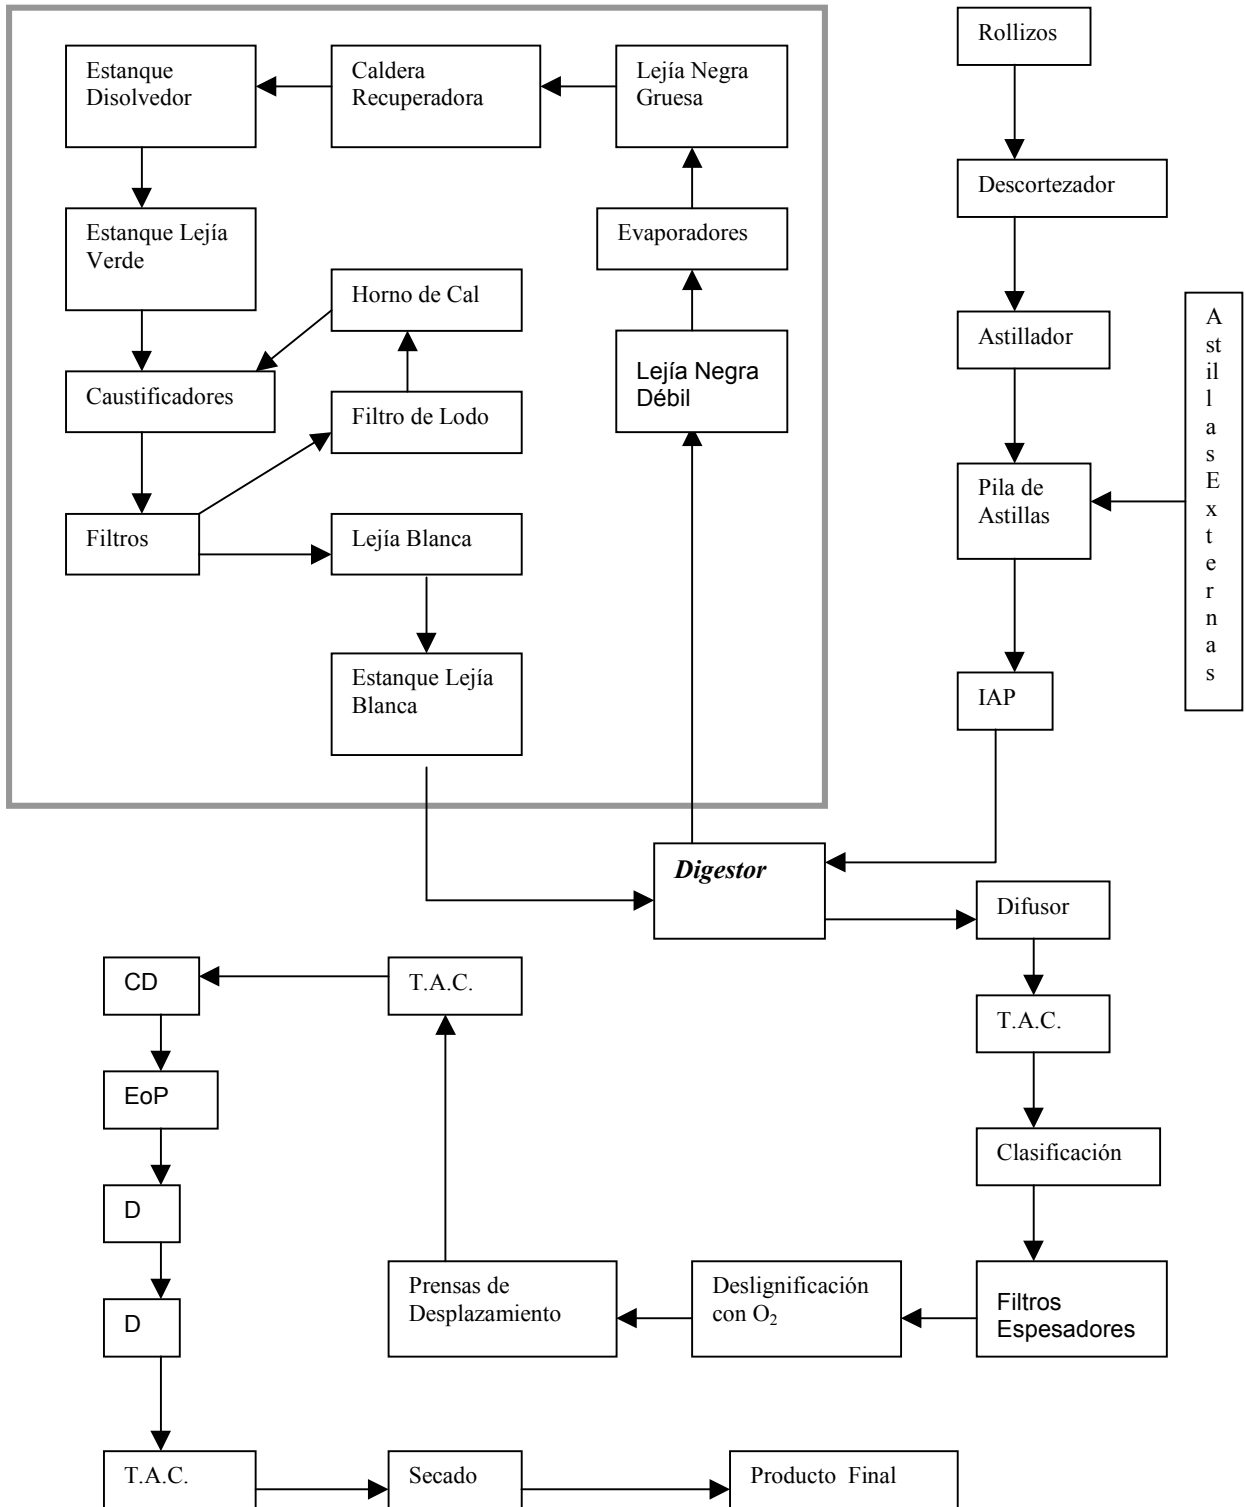 Rollizos
Estanque
Disolvedor
Caldera
Recuperadora
Lejía Negra
Gruesa
Descortezador
Estanque Lejía
Verde
Evaporadores
Horno de Cal
Astillador
A
st
il
l
a
s
E
x
t
e
r
n
a
s
Lejía Negra
Débil
Caustificadores
Filtro de Lodo
Pila de
Astillas
Filtros
Lejía Blanca
Estanque Lejía
Blanca
IAP
Digestor
Difusor
CD
T.A.C.
T.A.C.
EoP
Clasificación
D
Prensas de
Desplazamiento
Deslignificación
con O₂
Filtros
Espesadores
D
T.A.C.
Secado
Producto Final